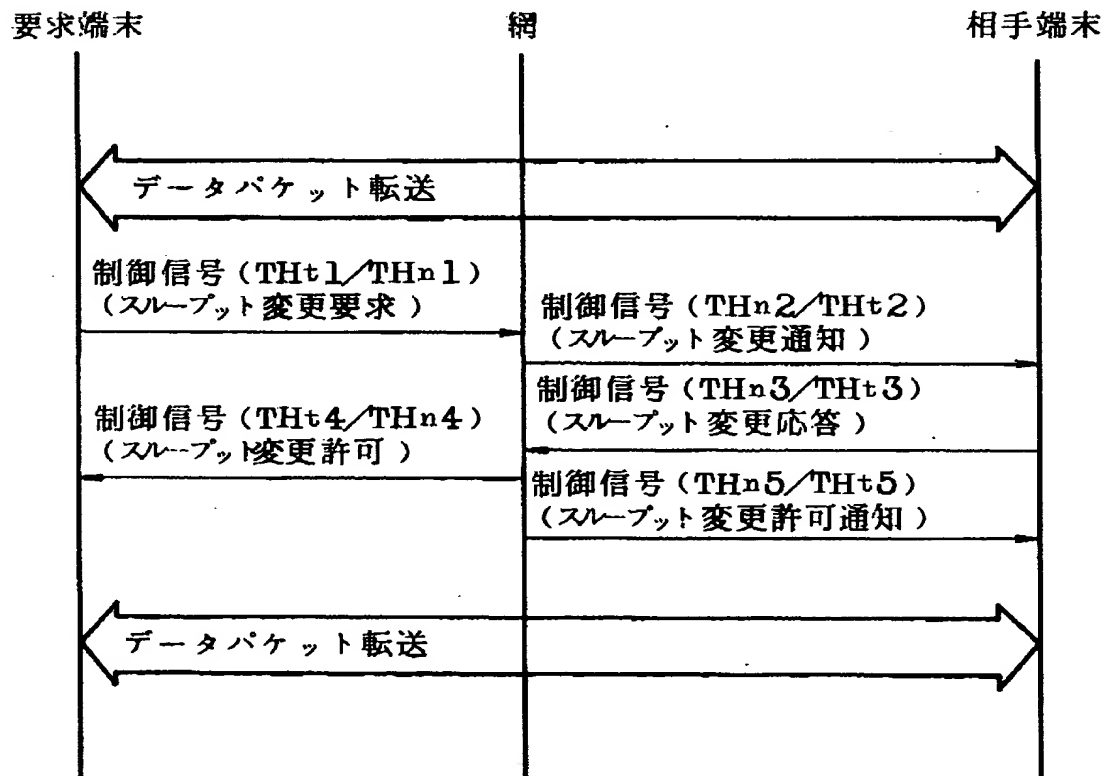 要求端末
網
相手端末
データパケット転送
制御信号(THt1/THn1)
(スループット変更要求)
制御信号(THn2/THt2)
(スループット変更通知)
制御信号(THn3/THt3)
(スループット変更応答)
制御信号(THt4/THn4)
(スループット変更許可)
制御信号(THn5/THt5)
(スループット変更許可通知)
データパケット転送